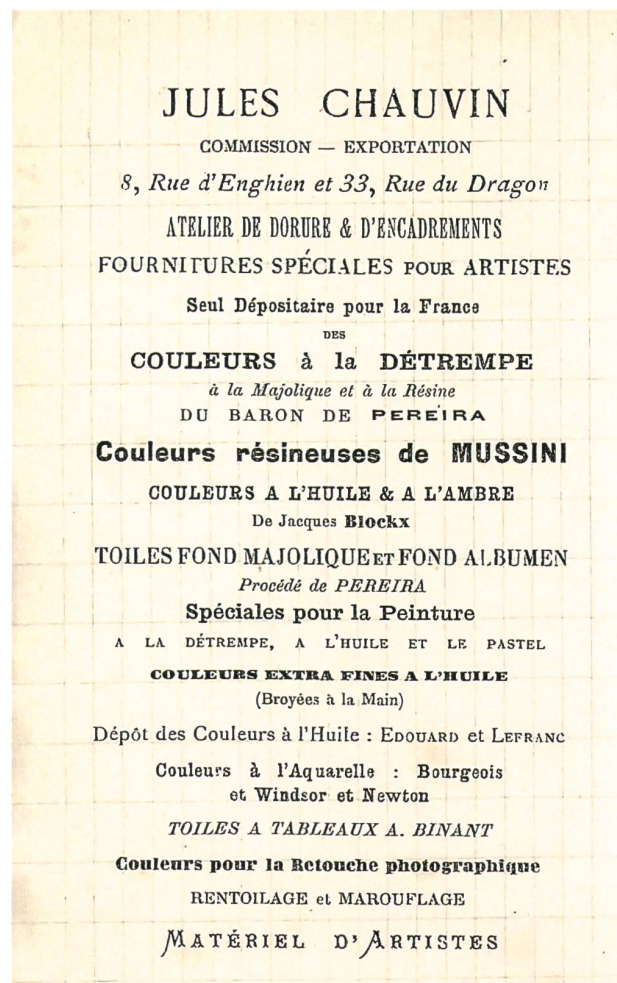 JULES CHAUVIN
COMMISSION — EXPORTATION
8, Rue d'Enghien et 33, Rue du Dragon
ATELIER DE DORURE & D'ENCADREMENTS
FOURNITURES SPÉCIALES POUR ARTISTES
Seul Dépositaire pour la France
DES
COULEURS à la DÉTREMPE
à la Majolique et à la Résine
DU BARON DE PEREIRA
Couleurs résineuses de MUSSINI
COULEURS A L'HUILE & A L'AMBRE
De Jacques Blockx
TOILES FOND MAJOLIQUE ET FOND ALBUMEN
Procédé de PEREIRA
Spéciales pour la Peinture
A LA DÉTREMPE, A L'HUILE ET LE PASTEL
COULEURS EXTRA FINES A L'HUILE
(Broyées à la Main)
Dépôt des Couleurs à l'Huile : EDOUARD et LEFRANC
Couleurs à l'Aquarelle : Bourgeois
et Windsor et Newton
TOILES A TABLEAUX A. BINANT
Couleurs pour la Retouche photographique
RENTOILAGE et MAROUFLAGE
MATÉRIEL D'ARTISTES